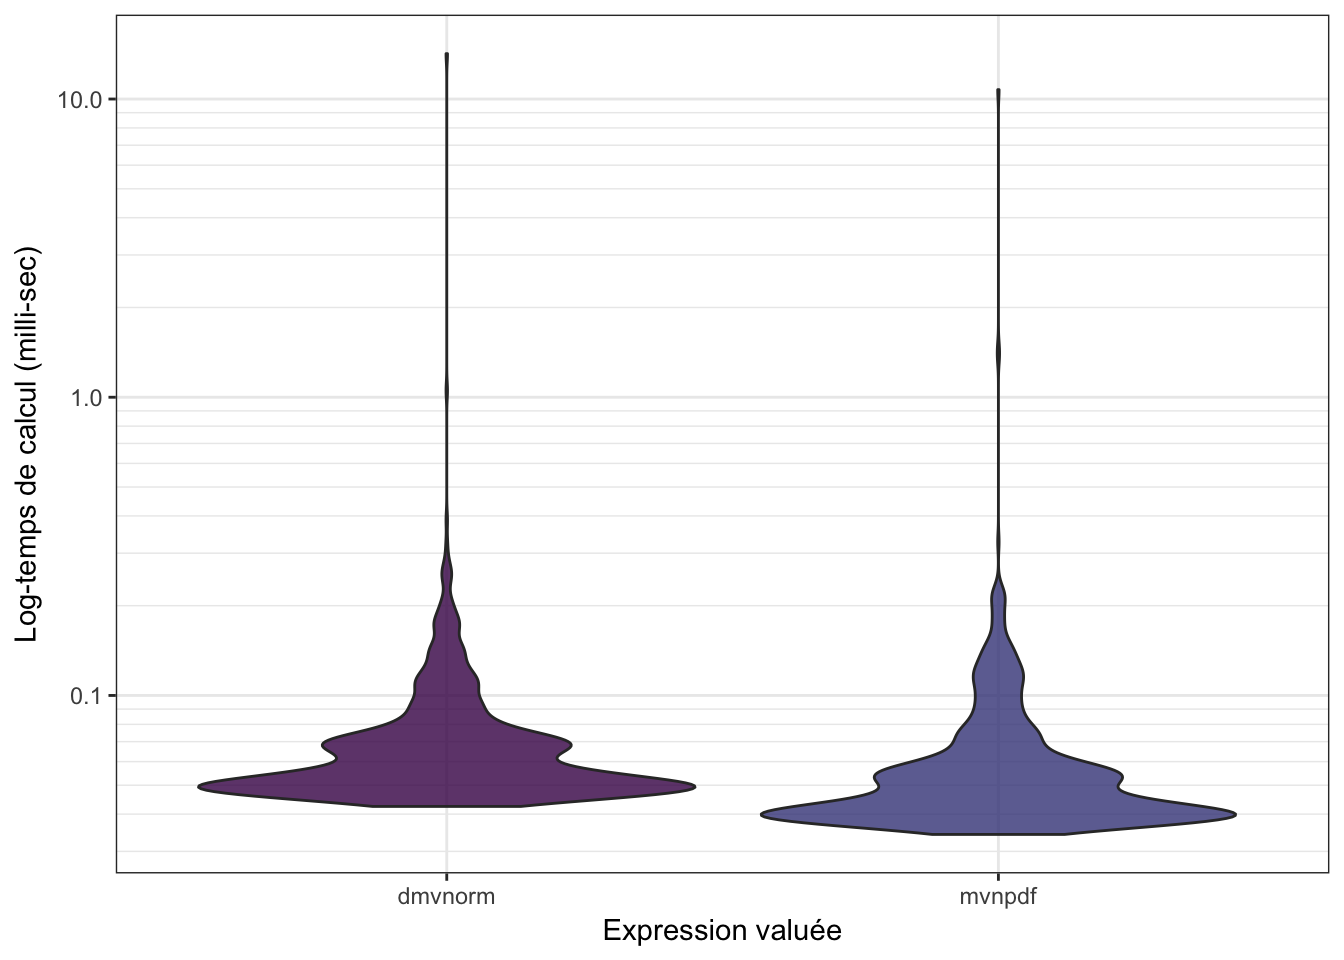 Log-temps de calcul (milli-sec)
10.0
1.0
0.1
dmvnorm
mvnpdf
Expression valuée